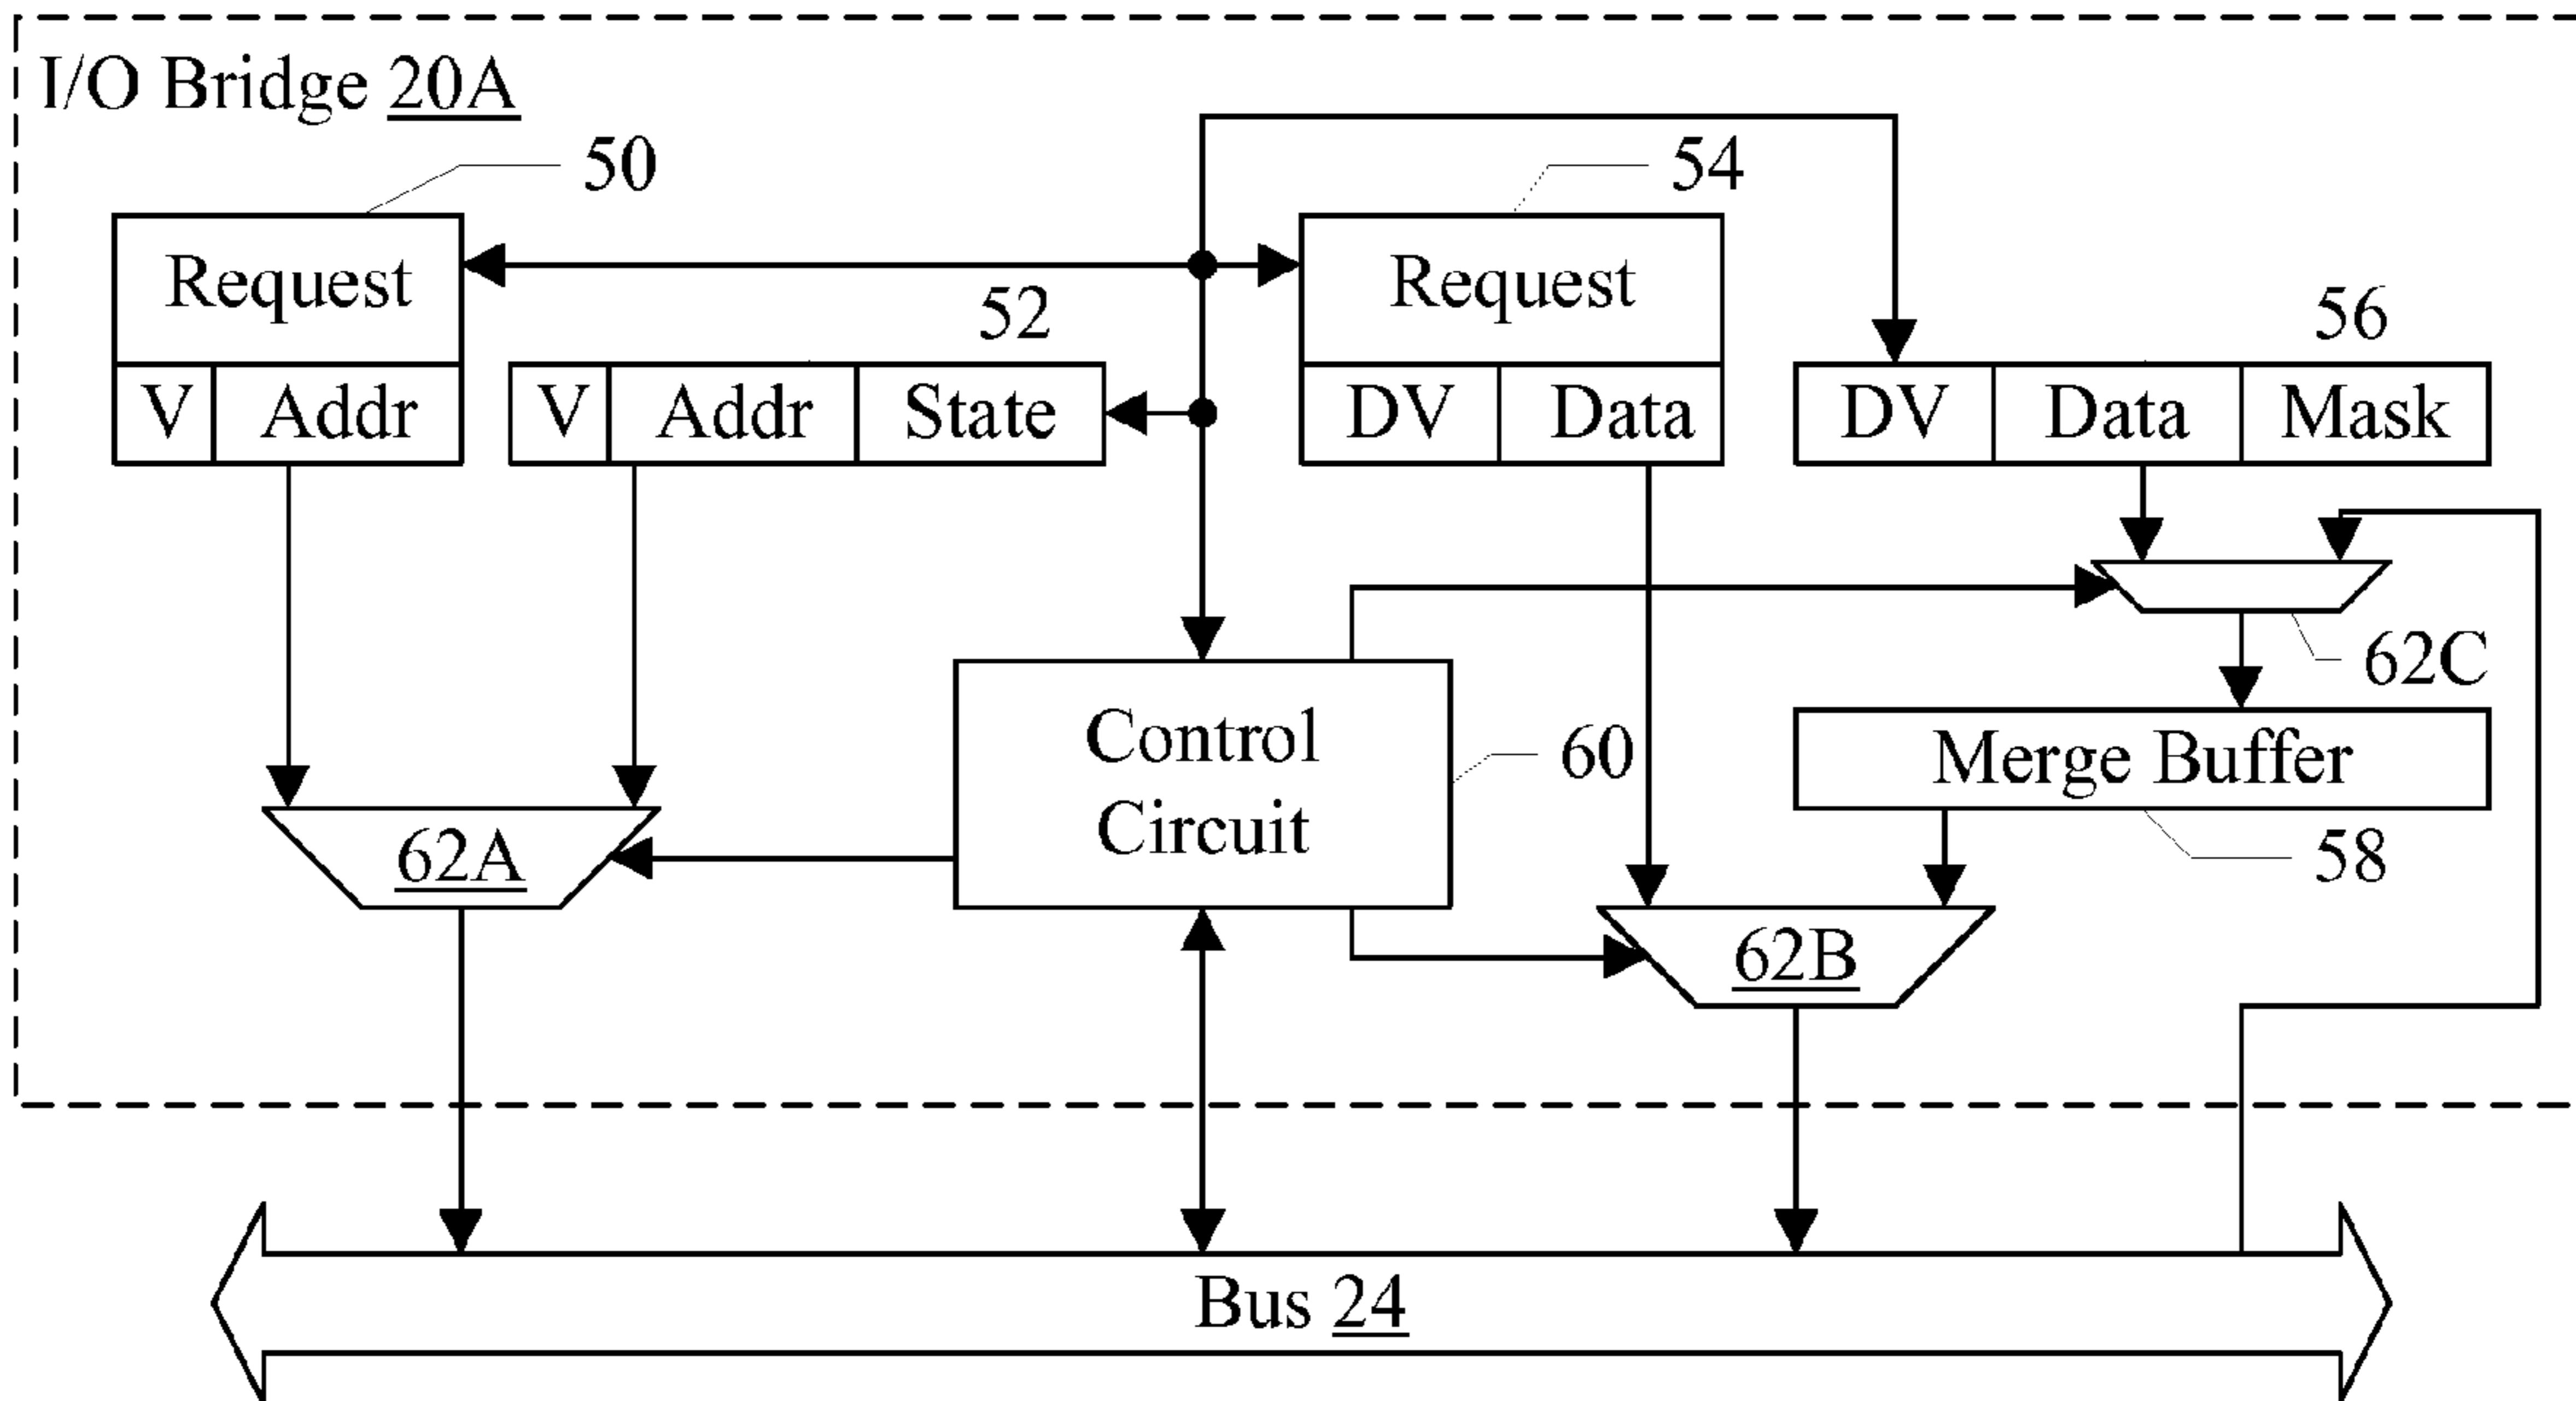 I/O Bridge 20A
50
54
Request
52
Request
56
V Addr
V Addr State
DV Data
DV Data Mask
62C
Control
Circuit
60
Merge Buffer
62A
58
62B
Bus 24